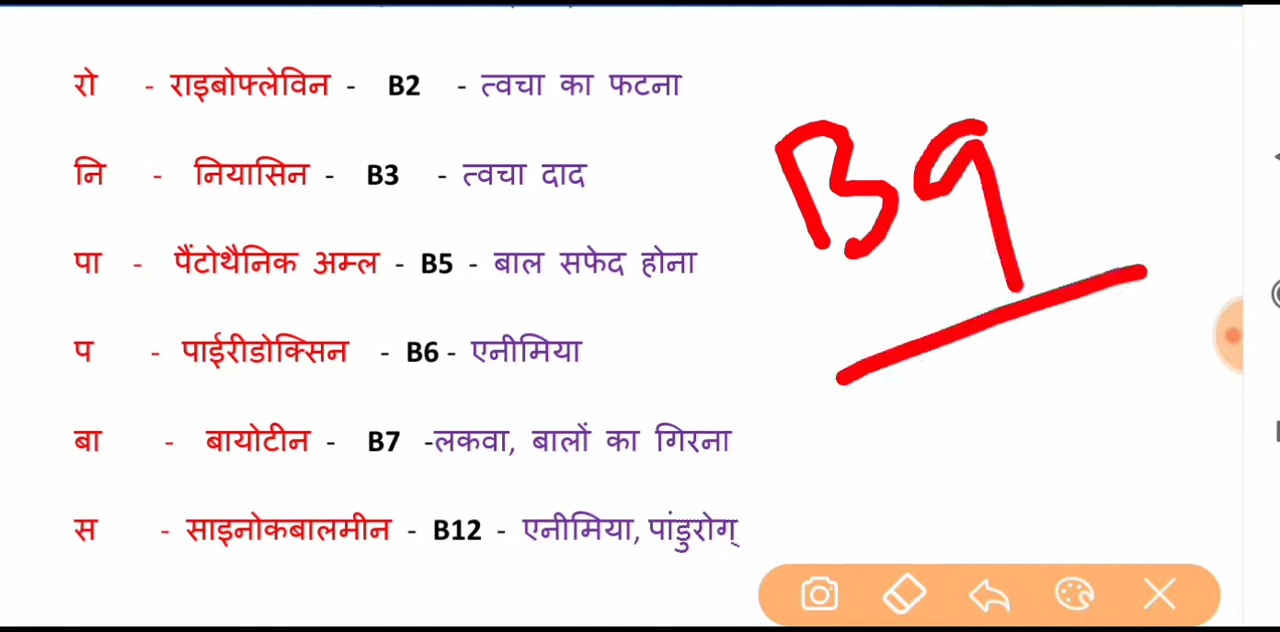 रो - राइबोफ्लेविन - B2 - त्वचा का फटना
नि - नियासिन - B3 - त्वचा दाद
पा - पैंटोथैनिक अम्ल - B5 - बाल सफेद होना
प - पाईरीडोक्सिन - B6 - एनीमिया
बा - बायोटीन - B7 -लकवा, बालों का गिरना
स - साइनोकबालमीन - B12 - एनीमिया, पांडुरोग्
B9